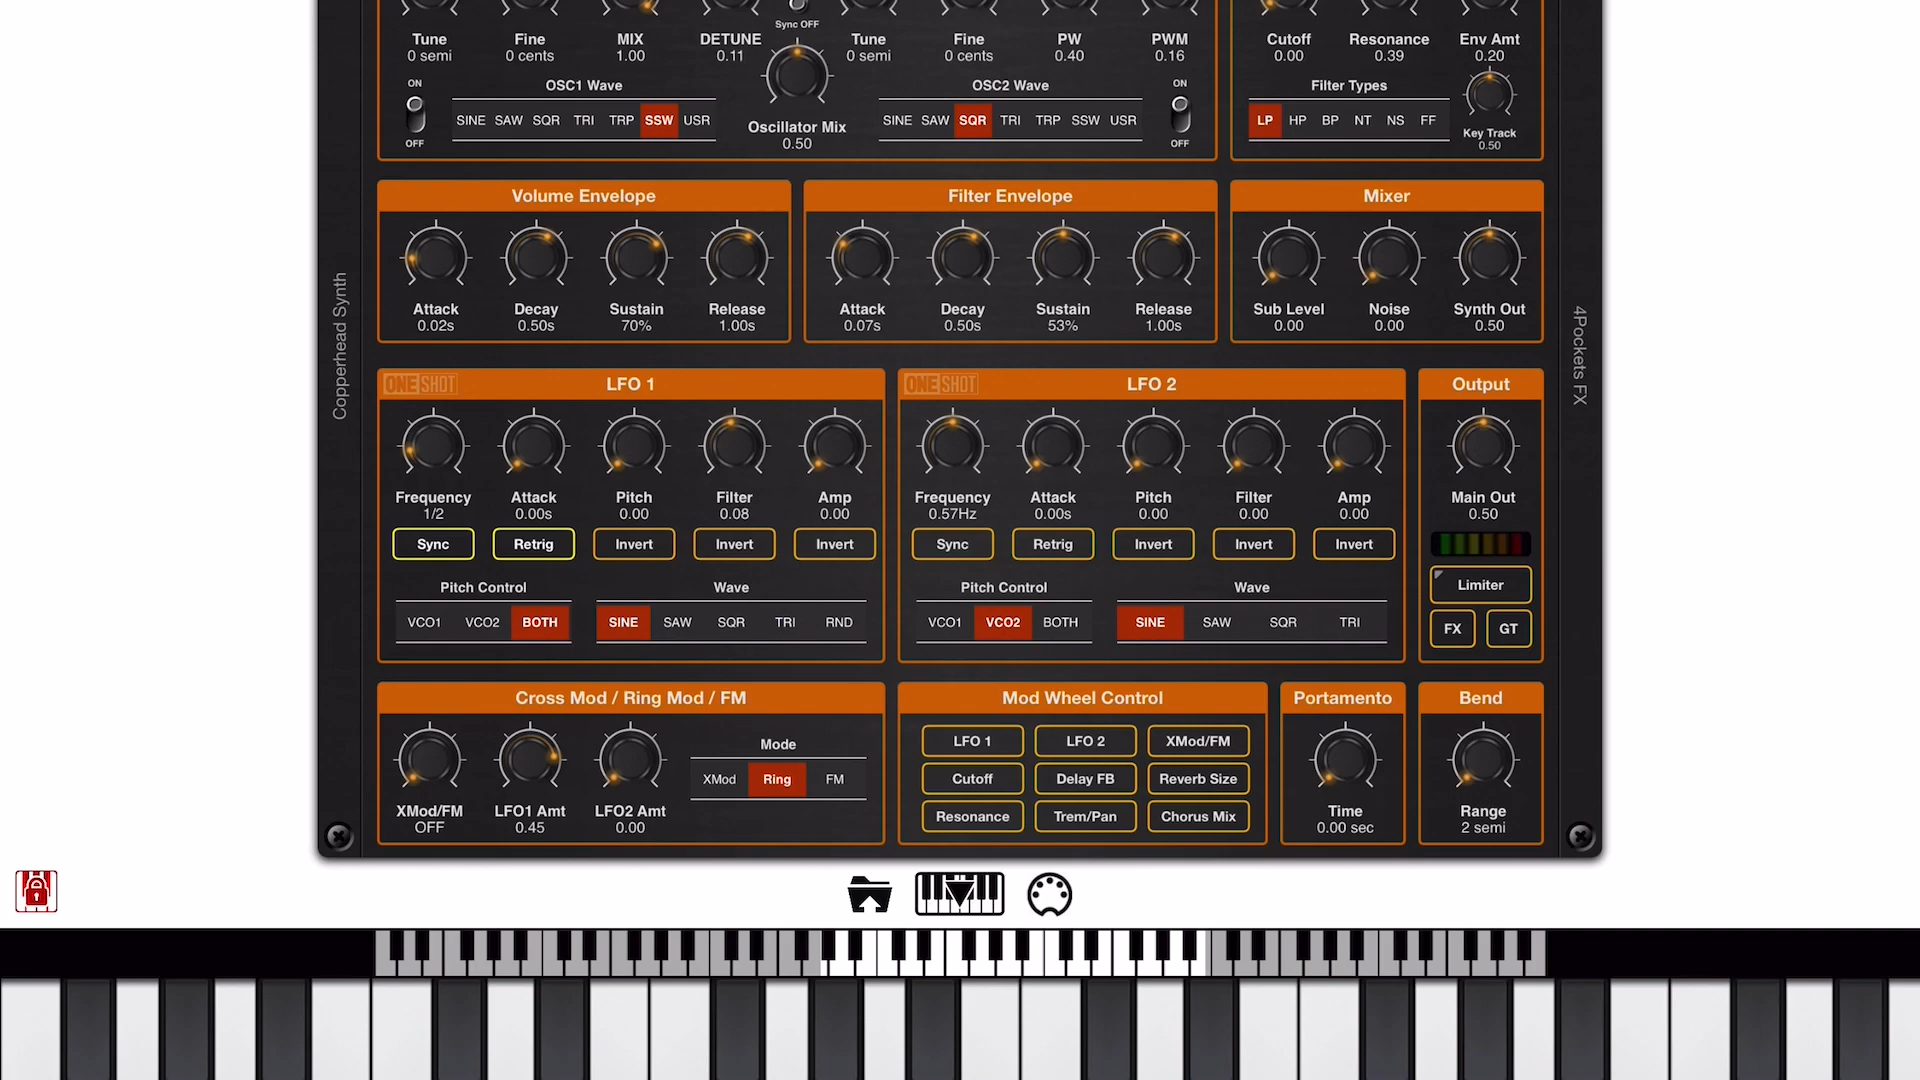 Sync OFF
Tune Fine MIX DETUNE Tune Fine PW PWM Cutoff Resonance Env Amt
0 semi 0 cents 1.00 0.11 0 semi 0 cents 0.40 0.16 0.00 0.39 0.20
ON OSC1 Wave OSC2 Wave ON Filter Types
SINE SAW SQR TRI TRP SSW USR SINE SAW SQR TRI TRP SSW USR LP HP BP NT NS FF
Oscillator Mix Key Track
OFF 0.50 OFF 0.50
Volume Envelope Filter Envelope Mixer
Attack Decay Sustain Release Attack Decay Sustain Release Sub Level Noise Synth Out
0.02s 0.50s 70% 1.00s 0.07s 0.50s 53% 1.00s 0.00 0.00 0.50
Copperhead Synth
4Pockets FX
ONE SHOT LFO 1 ONE SHOT LFO 2 Output
Frequency Attack Pitch Filter Amp Frequency Attack Pitch Filter Amp Main Out
1/2 0.00s 0.00 0.08 0.00 0.57Hz 0.00s 0.00 0.00 0.00 0.50
Sync Retrig Invert Invert Invert Sync Retrig Invert Invert Invert
Pitch Control Wave Pitch Control Wave Limiter
VCO1 VCO2 BOTH SINE SAW SQR TRI RND VCO1 VCO2 BOTH SINE SAW SQR TRI FX GT
Cross Mod / Ring Mod / FM Mod Wheel Control Portamento Bend
Mode LFO 1 LFO 2 XMod/FM
XMod Ring FM Cutoff Delay FB Reverb Size
XMod/FM LFO1 Amt LFO2 Amt Resonance Trem/Pan Chorus Mix Time Range
OFF 0.45 0.00 0.00 sec 2 semi